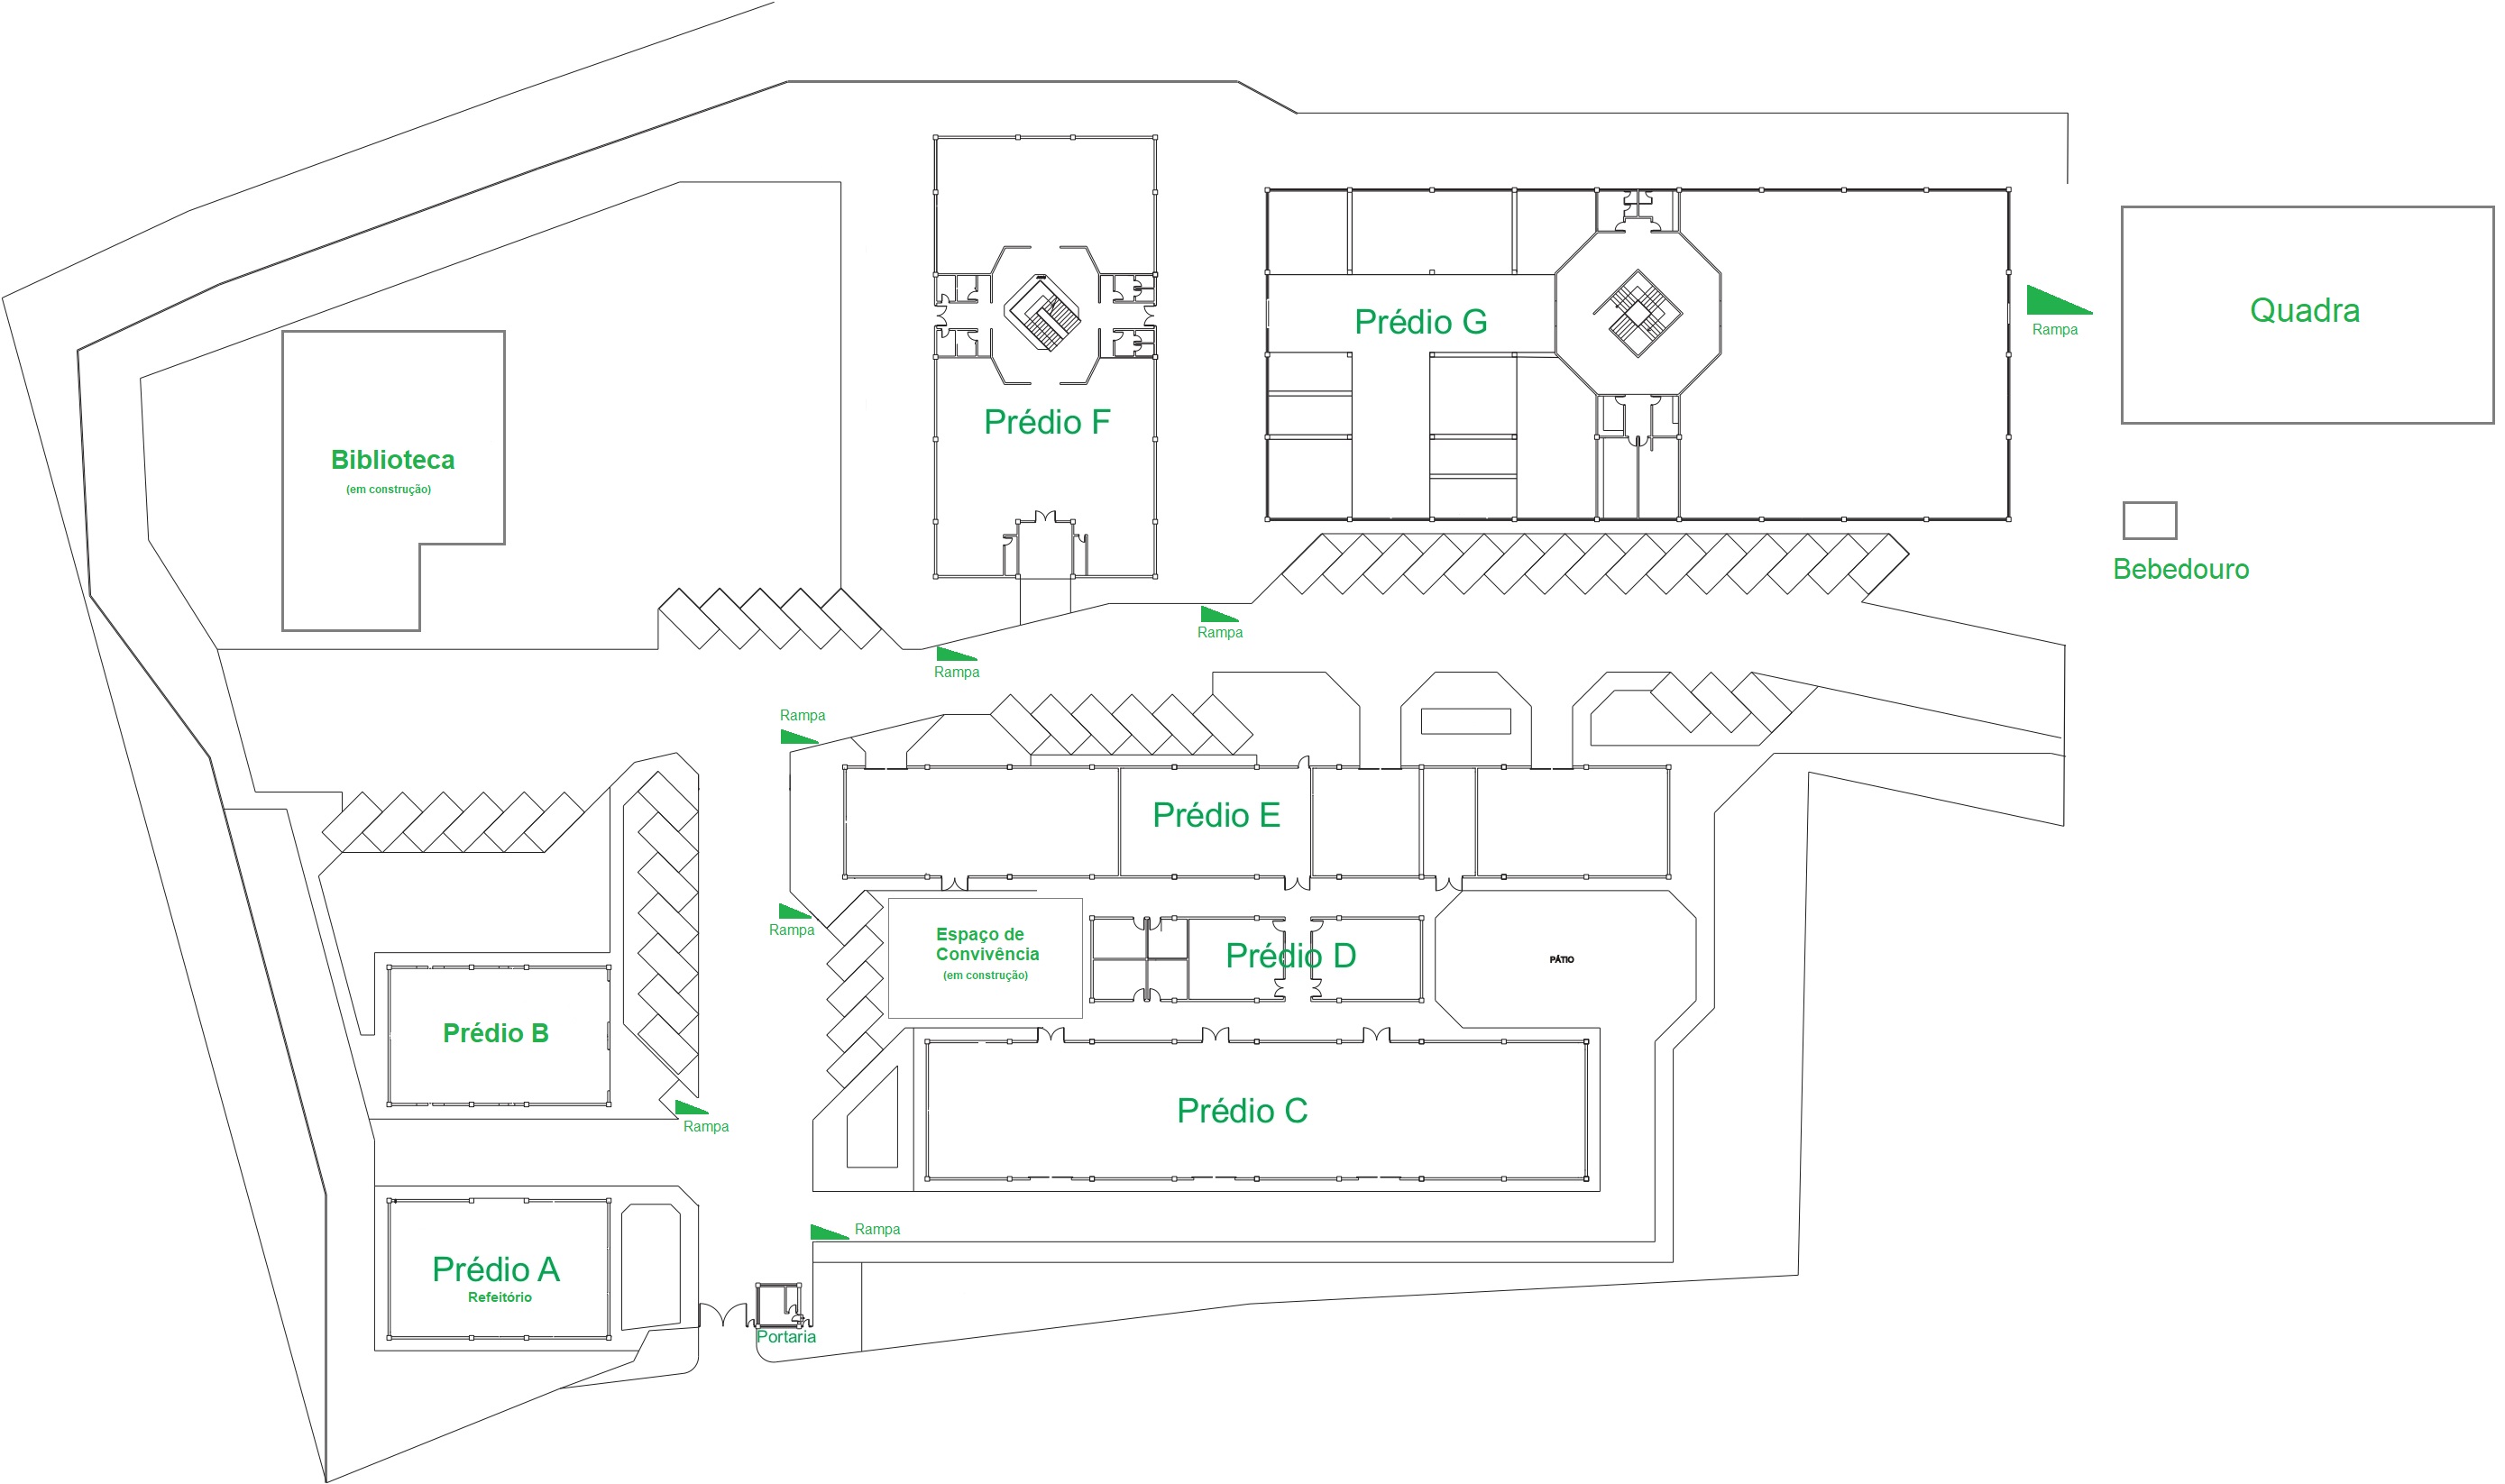 Prédio G
Quadra
Rampa
Prédio F
Biblioteca
(em construção)
Bebedouro
Rampa
Rampa
Rampa
Prédio E
Rampa
Espaço de
Convivência
(em construção)
Prédio D
PÁTIO
Prédio B
Prédio C
Rampa
Rampa
Prédio A
Refeitório
Portaria